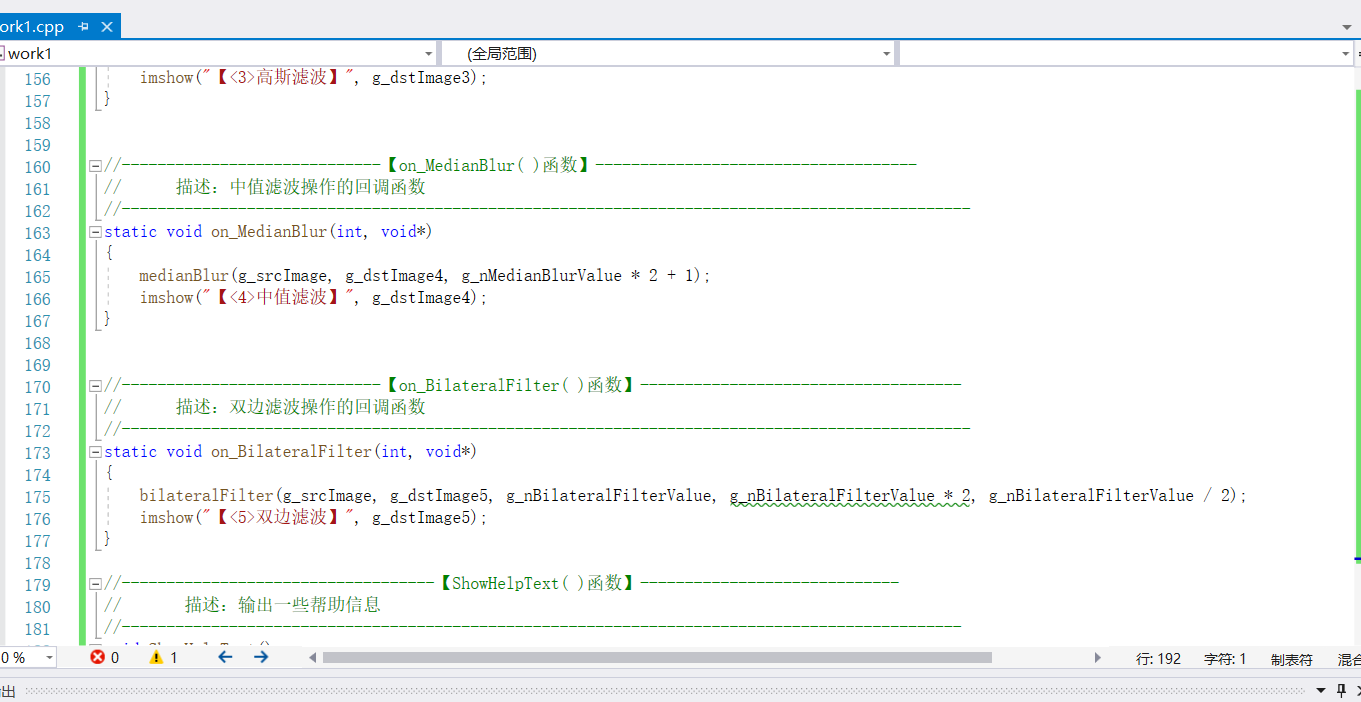 ork1.cpp
work1
(全局范围)
156 imshow("【<3>高斯滤波】", g_dstImage3);
157 }
158
159
160 //-----------------------------【on_MedianBlur( )函数】------------------------------------
161 // 描述：中值滤波操作的回调函数
162 //-----------------------------------------------------------------------------------------------
163 static void on_MedianBlur(int, void*)
164 {
165 medianBlur(g_srcImage, g_dstImage4, g_nMedianBlurValue * 2 + 1);
166 imshow("【<4>中值滤波】", g_dstImage4);
167 }
168
169
170 //-----------------------------【on_BilateralFilter( )函数】------------------------------------
171 // 描述：双边滤波操作的回调函数
172 //-----------------------------------------------------------------------------------------------
173 static void on_BilateralFilter(int, void*)
174 {
175 bilateralFilter(g_srcImage, g_dstImage5, g_nBilateralFilterValue, g_nBilateralFilterValue * 2, g_nBilateralFilterValue / 2);
176 imshow("【<5>双边滤波】", g_dstImage5);
177 }
178
179 //-----------------------------------【ShowHelpText( )函数】-----------------------------
180 // 描述：输出一些帮助信息
181 //----------------------------------------------------------------------------------------------
0 % 0 1 行: 192 字符: 1 制表符 混合
出